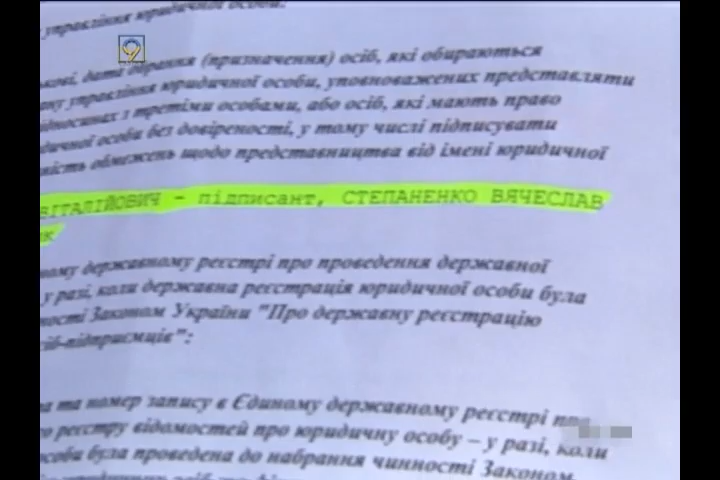 управління юридичної особи:
9
дата обрання (призначення) осіб, які обираються
управління юридичної особи, уповноважених представляти
з третіми особами, або осіб, які мають право
особи без довіреності, у тому числі підписувати
обмежень щодо представництва від імені юридичної
ВІТАЛІЙОВИЧ - підписант, СТЕПАНЕНКО ВЯЧЕСЛАВ
державному реєстрі про проведення державної
у разі, коли державна реєстрація юридичної особи була
Законом України "Про державну реєстрацію
та номер запису в Єдиному державному реєстрі
реєстру відомостей про юридичну особу – у разі, коли
була проведена до набрання чинності Законом